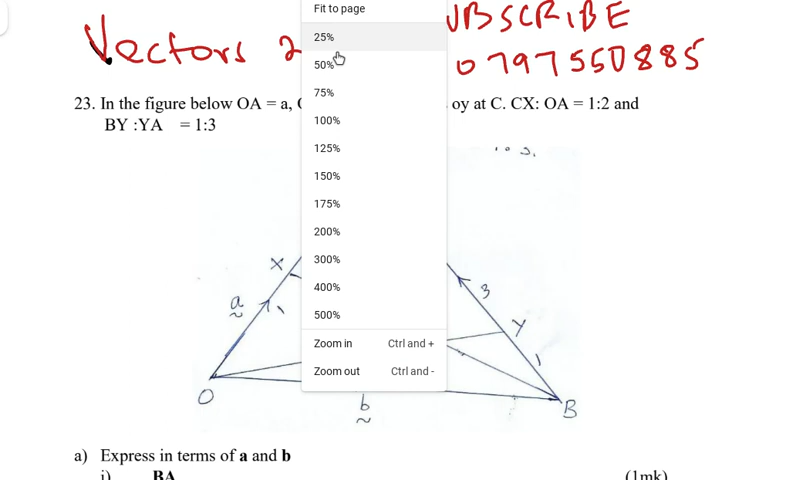 Vectors 2
UBSCRIBE
0797550885
Fit to page
25%
50%
75%
100%
125%
150%
175%
200%
300%
400%
500%
Zoom in Ctrl and +
Zoom out Ctrl and -
23. In the figure below OA = a, oy at C. CX: OA = 1:2 and
BY :YA = 1:3
X
a
3
Y
1
O
b
B
a) Express in terms of a and b
i) BA (1mk)